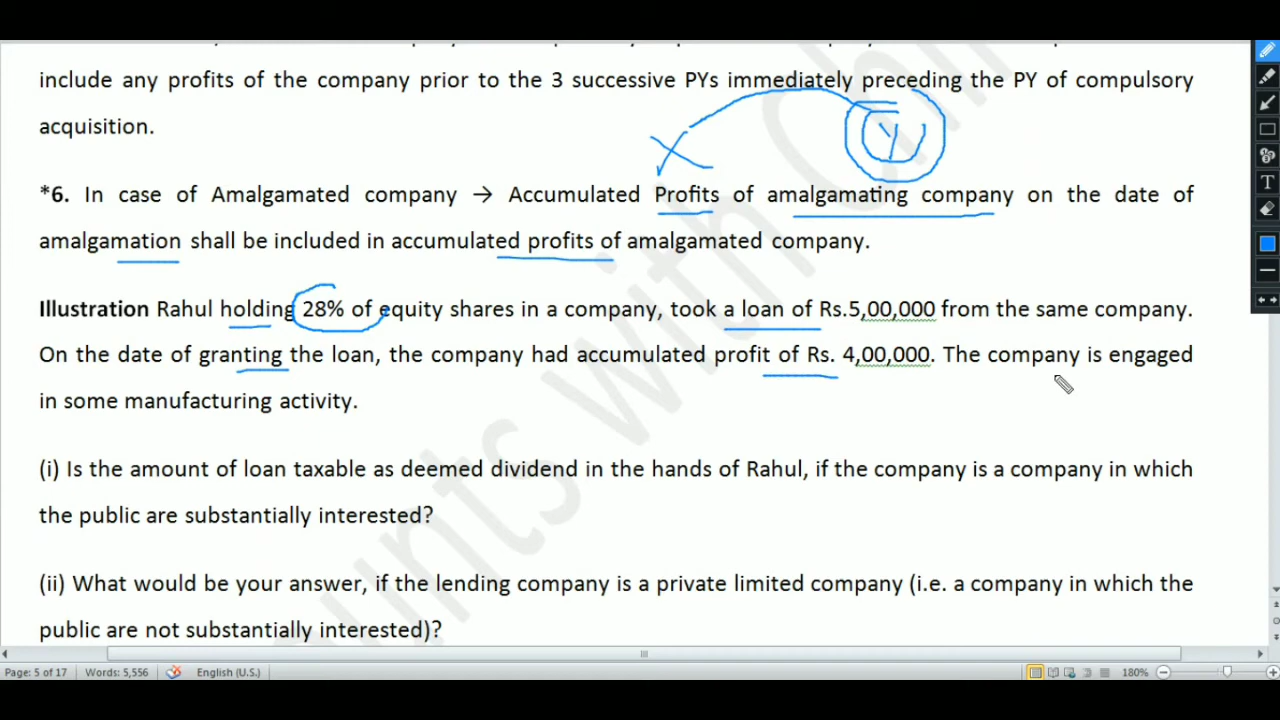 include any profits of the company prior to the 3 successive PYs immediately preceding the PY of compulsory
acquisition.
*6. In case of Amalgamated company → Accumulated Profits of amalgamating company on the date of
amalgamation shall be included in accumulated profits of amalgamated company.
Illustration Rahul holding 28% of equity shares in a company, took a loan of Rs.5,00,000 from the same company.
On the date of granting the loan, the company had accumulated profit of Rs. 4,00,000. The company is engaged
in some manufacturing activity.
(i) Is the amount of loan taxable as deemed dividend in the hands of Rahul, if the company is a company in which
the public are substantially interested?
(ii) What would be your answer, if the lending company is a private limited company (i.e. a company in which the
public are not substantially interested)?
Page: 5 of 17 Words: 5,556 English (U.S.) 180%